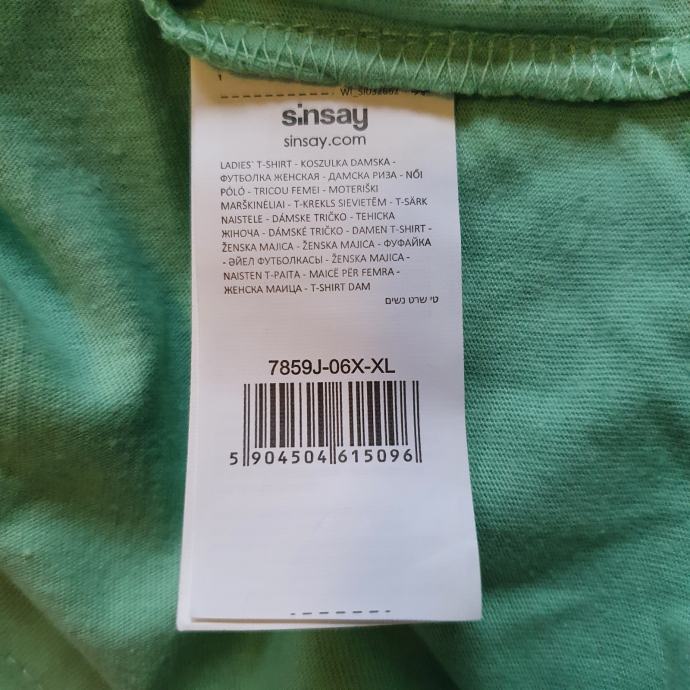 sinsay
sinsay.com
LADIES' T-SHIRT - KOSZULKA DAMSKA -
ФУТБОЛКА ЖЕНСКАЯ - ДАМСКА РИЗА - NŐI
PÓLÓ - TRICOU FEMEI - MOTERIŠKI
MARŠKINĖLIAI - T-KREKLS SIEVIETĒM - T-SÄRK
NAISTELE - DÁMSKE TRIČKO - ТЕНІСКА
ЖІНОЧА - DÁMSKÉ TRIČKO - DAMEN T-SHIRT -
ŽENSKA MAJICA - ŽENSKA MAJICA - ФУФАЙКА
- ӘЙЕЛ ФУТБОЛКАСЫ - ŽENSKA MAJICA -
NAISTEN T-PAITA - MAICË PËR FEMRA -
ЖЕНСКА МАИЦА - T-SHIRT DAM
טי שרט נשים
7859J-06X-XL
5 904504 615096